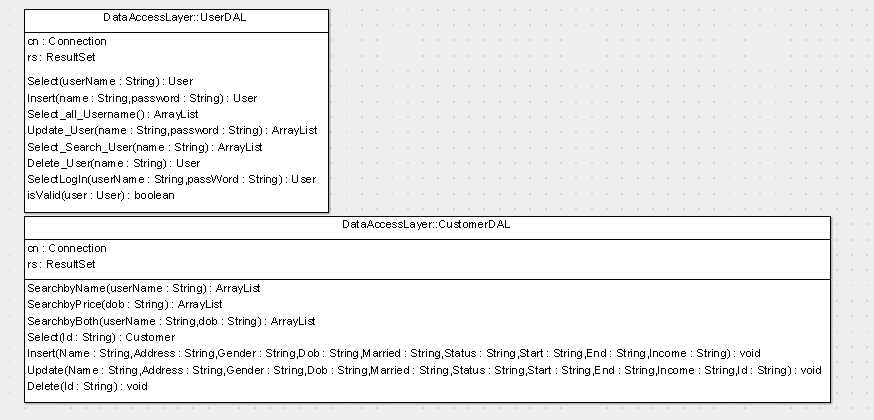 DataAccessLayer::UserDAL
cn : Connection
rs : ResultSet
Select(userName : String) : User
Insert(name : String,password : String) : User
Select_all_Username() : ArrayList
Update_User(name : String,password : String) : ArrayList
Select_Search_User(name : String) : ArrayList
Delete_User(name : String) : User
SelectLogIn(userName : String,passWord : String) : User
isValid(user : User) : boolean
DataAccessLayer::CustomerDAL
cn : Connection
rs : ResultSet
SearchbyName(userName : String) : ArrayList
SearchbyPrice(dob : String) : ArrayList
SearchbyBoth(userName : String,dob : String) : ArrayList
Select(Id : String) : Customer
Insert(Name : String,Address : String,Gender : String,Dob : String,Married : String,Status : String,Start : String,End : String,Income : String) : void
Update(Name : String,Address : String,Gender : String,Dob : String,Married : String,Status : String,Start : String,End : String,Income : String,Id : String) : void
Delete(Id : String) : void